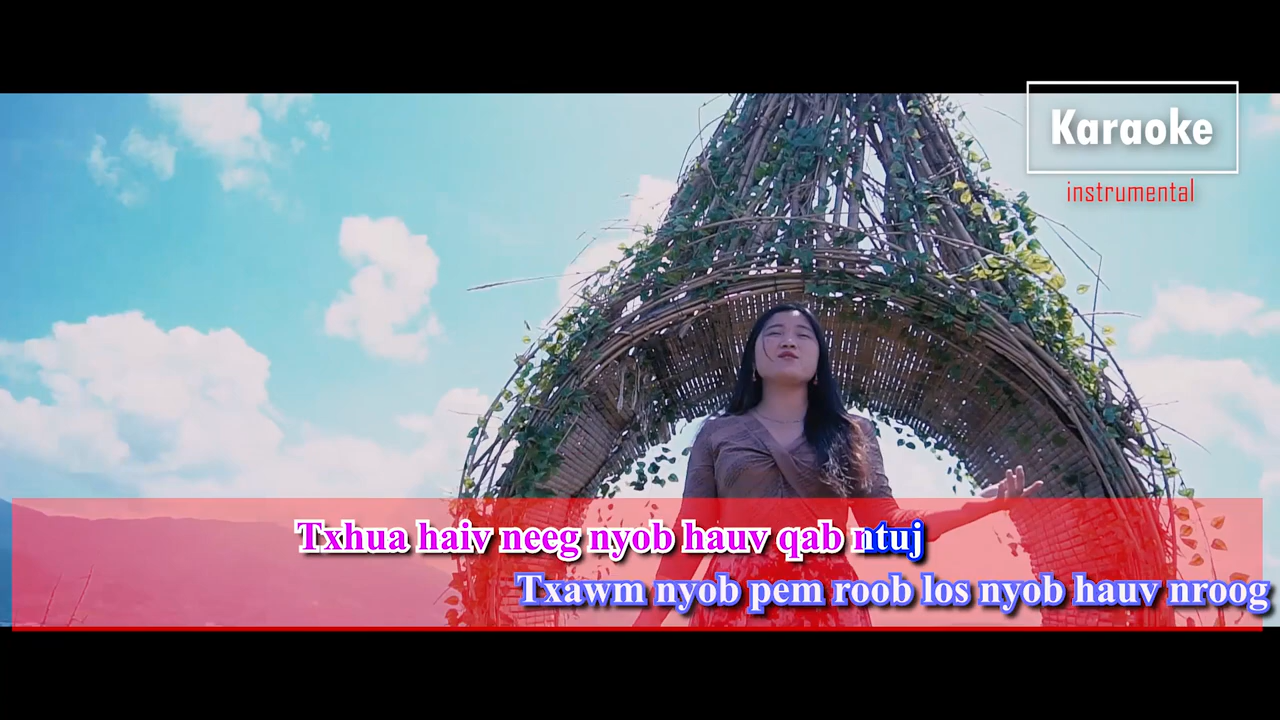 Karaoke
instrumental
Txhua haiv neeg nyob hauv qab ntuj
Txawm nyob pem roob los nyob hauv nroog